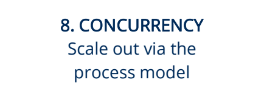 8. CONCURRENCY
Scale out via the
process model